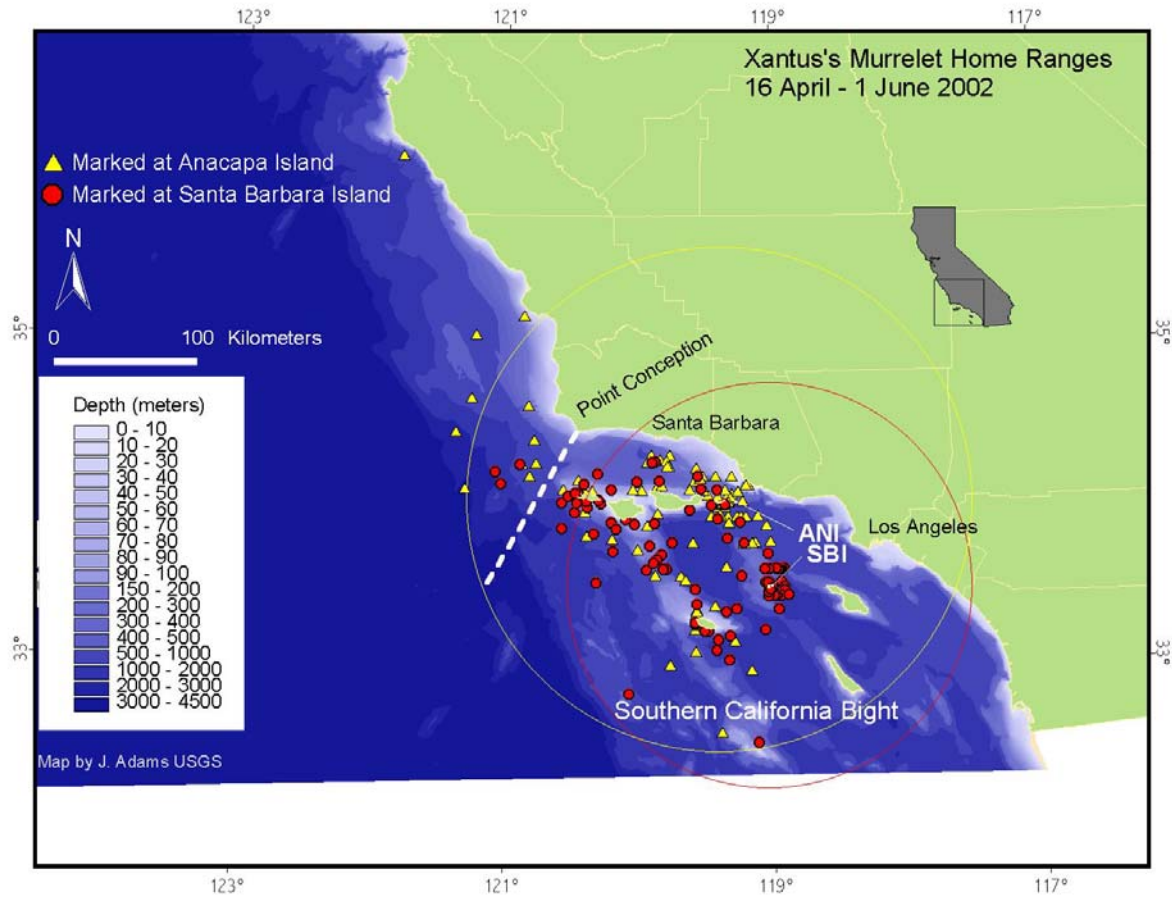 123°
121°
119°
117°
Xantus's Murrelet Home Ranges
16 April - 1 June 2002
Marked at Anacapa Island
Marked at Santa Barbara Island
N
35°
35°
0 100 Kilometers
Point Conception
Santa Barbara
Depth (meters)
0 - 10
10 - 20
20 - 30
30 - 40
40 - 50
50 - 60
60 - 70
70 - 80
80 - 90
90 - 100
150 - 200
200 - 300
300 - 400
400 - 500
500 - 1000
1000 - 2000
2000 - 3000
3000 - 4500
ANI
SBI
Los Angeles
33°
33°
Southern California Bight
Map by J. Adams USGS
123°
121°
119°
117°